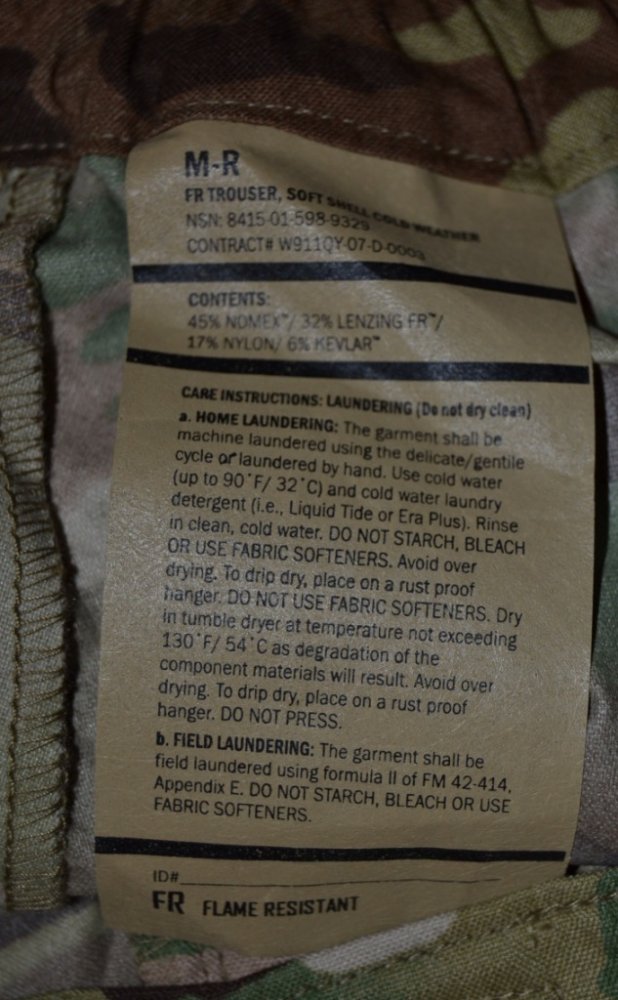 M-R
FR TROUSER, SOFT SHELL COLD WEATHER
NSN: 8415-01-598-9329
CONTRACT# W911QY-07-D-0003
CONTENTS:
45% NOMEX™/ 32% LENZING FR™/
17% NYLON/ 6% KEVLAR™
CARE INSTRUCTIONS: LAUNDERING (Do not dry clean)
a. HOME LAUNDERING: The garment shall be
machine laundered using the delicate/gentile
cycle or laundered by hand. Use cold water
(up to 90˚F/ 32˚C) and cold water laundry
detergent (i.e., Liquid Tide or Era Plus). Rinse
in clean, cold water. DO NOT STARCH, BLEACH
OR USE FABRIC SOFTENERS. Avoid over
drying. To drip dry, place on a rust proof
hanger. DO NOT USE FABRIC SOFTENERS. Dry
in tumble dryer at temperature not exceeding
130˚F/ 54˚C as degradation of the
component materials will result. Avoid over
drying. To drip dry, place on a rust proof
hanger. DO NOT PRESS.
b. FIELD LAUNDERING: The garment shall be
field laundered using formula II of FM 42-414,
Appendix E. DO NOT STARCH, BLEACH OR USE
FABRIC SOFTENERS.
ID#
FR FLAME RESISTANT